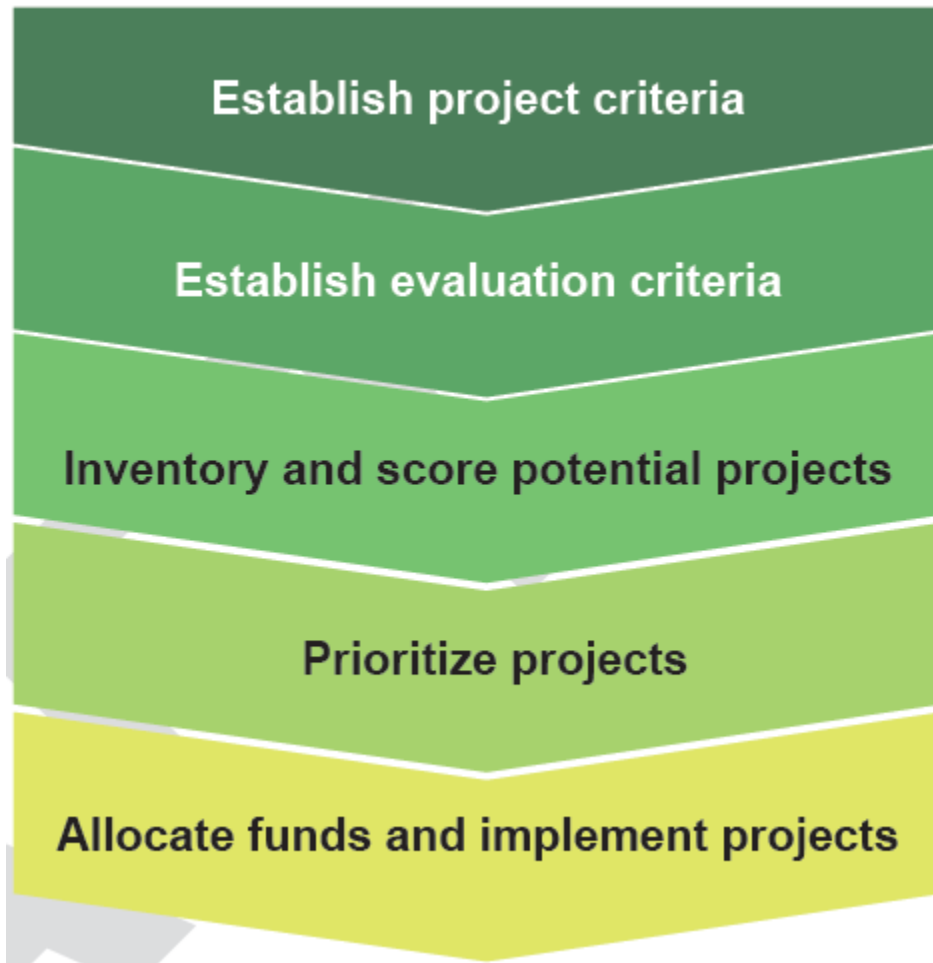 Establish project criteria
Establish evaluation criteria
Inventory and score potential projects
Prioritize projects
Allocate funds and implement projects